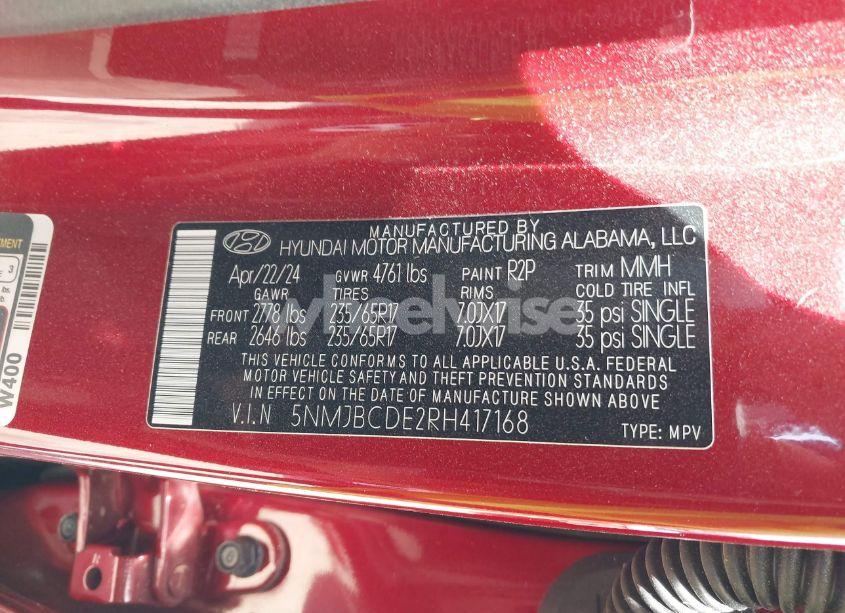 MANUFACTURED BY
HYUNDAI MOTOR MANUFACTURING ALABAMA, LLC
Apr/22/24 GVWR 4761 lbs PAINT R2P TRIM MMH
GAWR TIRES RIMS COLD TIRE INFL
FRONT 2778 lbs 235/65R17 7.0JX17 35 psi SINGLE
REAR 2646 lbs 235/65R17 7.0JX17 35 psi SINGLE
THIS VEHICLE CONFORMS TO ALL APPLICABLE U.S.A. FEDERAL
MOTOR VEHICLE SAFETY AND THEFT PREVENTION STANDARDS
IN EFFECT ON THE DATE OF MANUFACTURE SHOWN ABOVE
V.I.N 5NMJBCDE2RH417168
TYPE: MPV
wheelwise
W400
3
lbs.